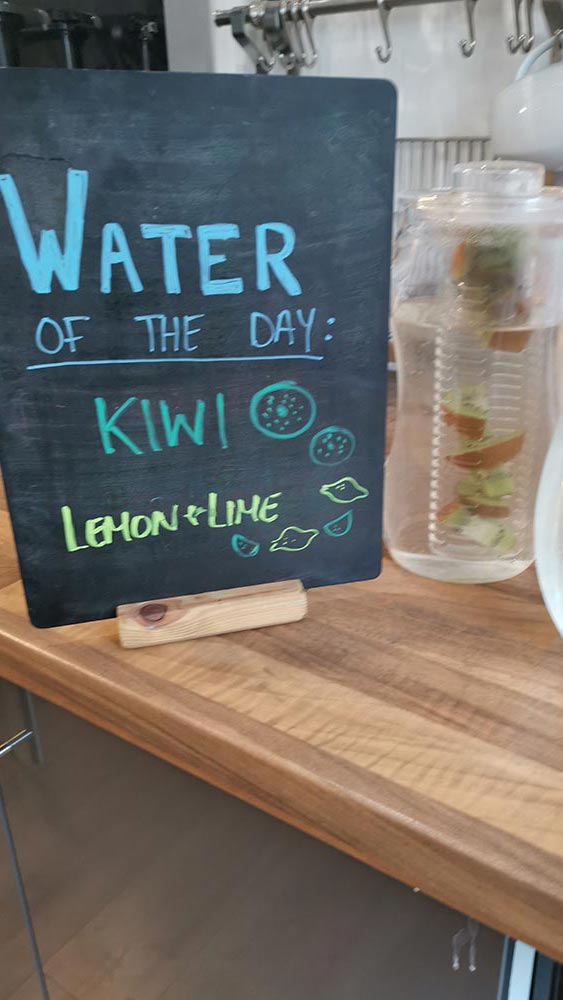 WATER
OF THE DAY:
KIWI
LEMON + LIME